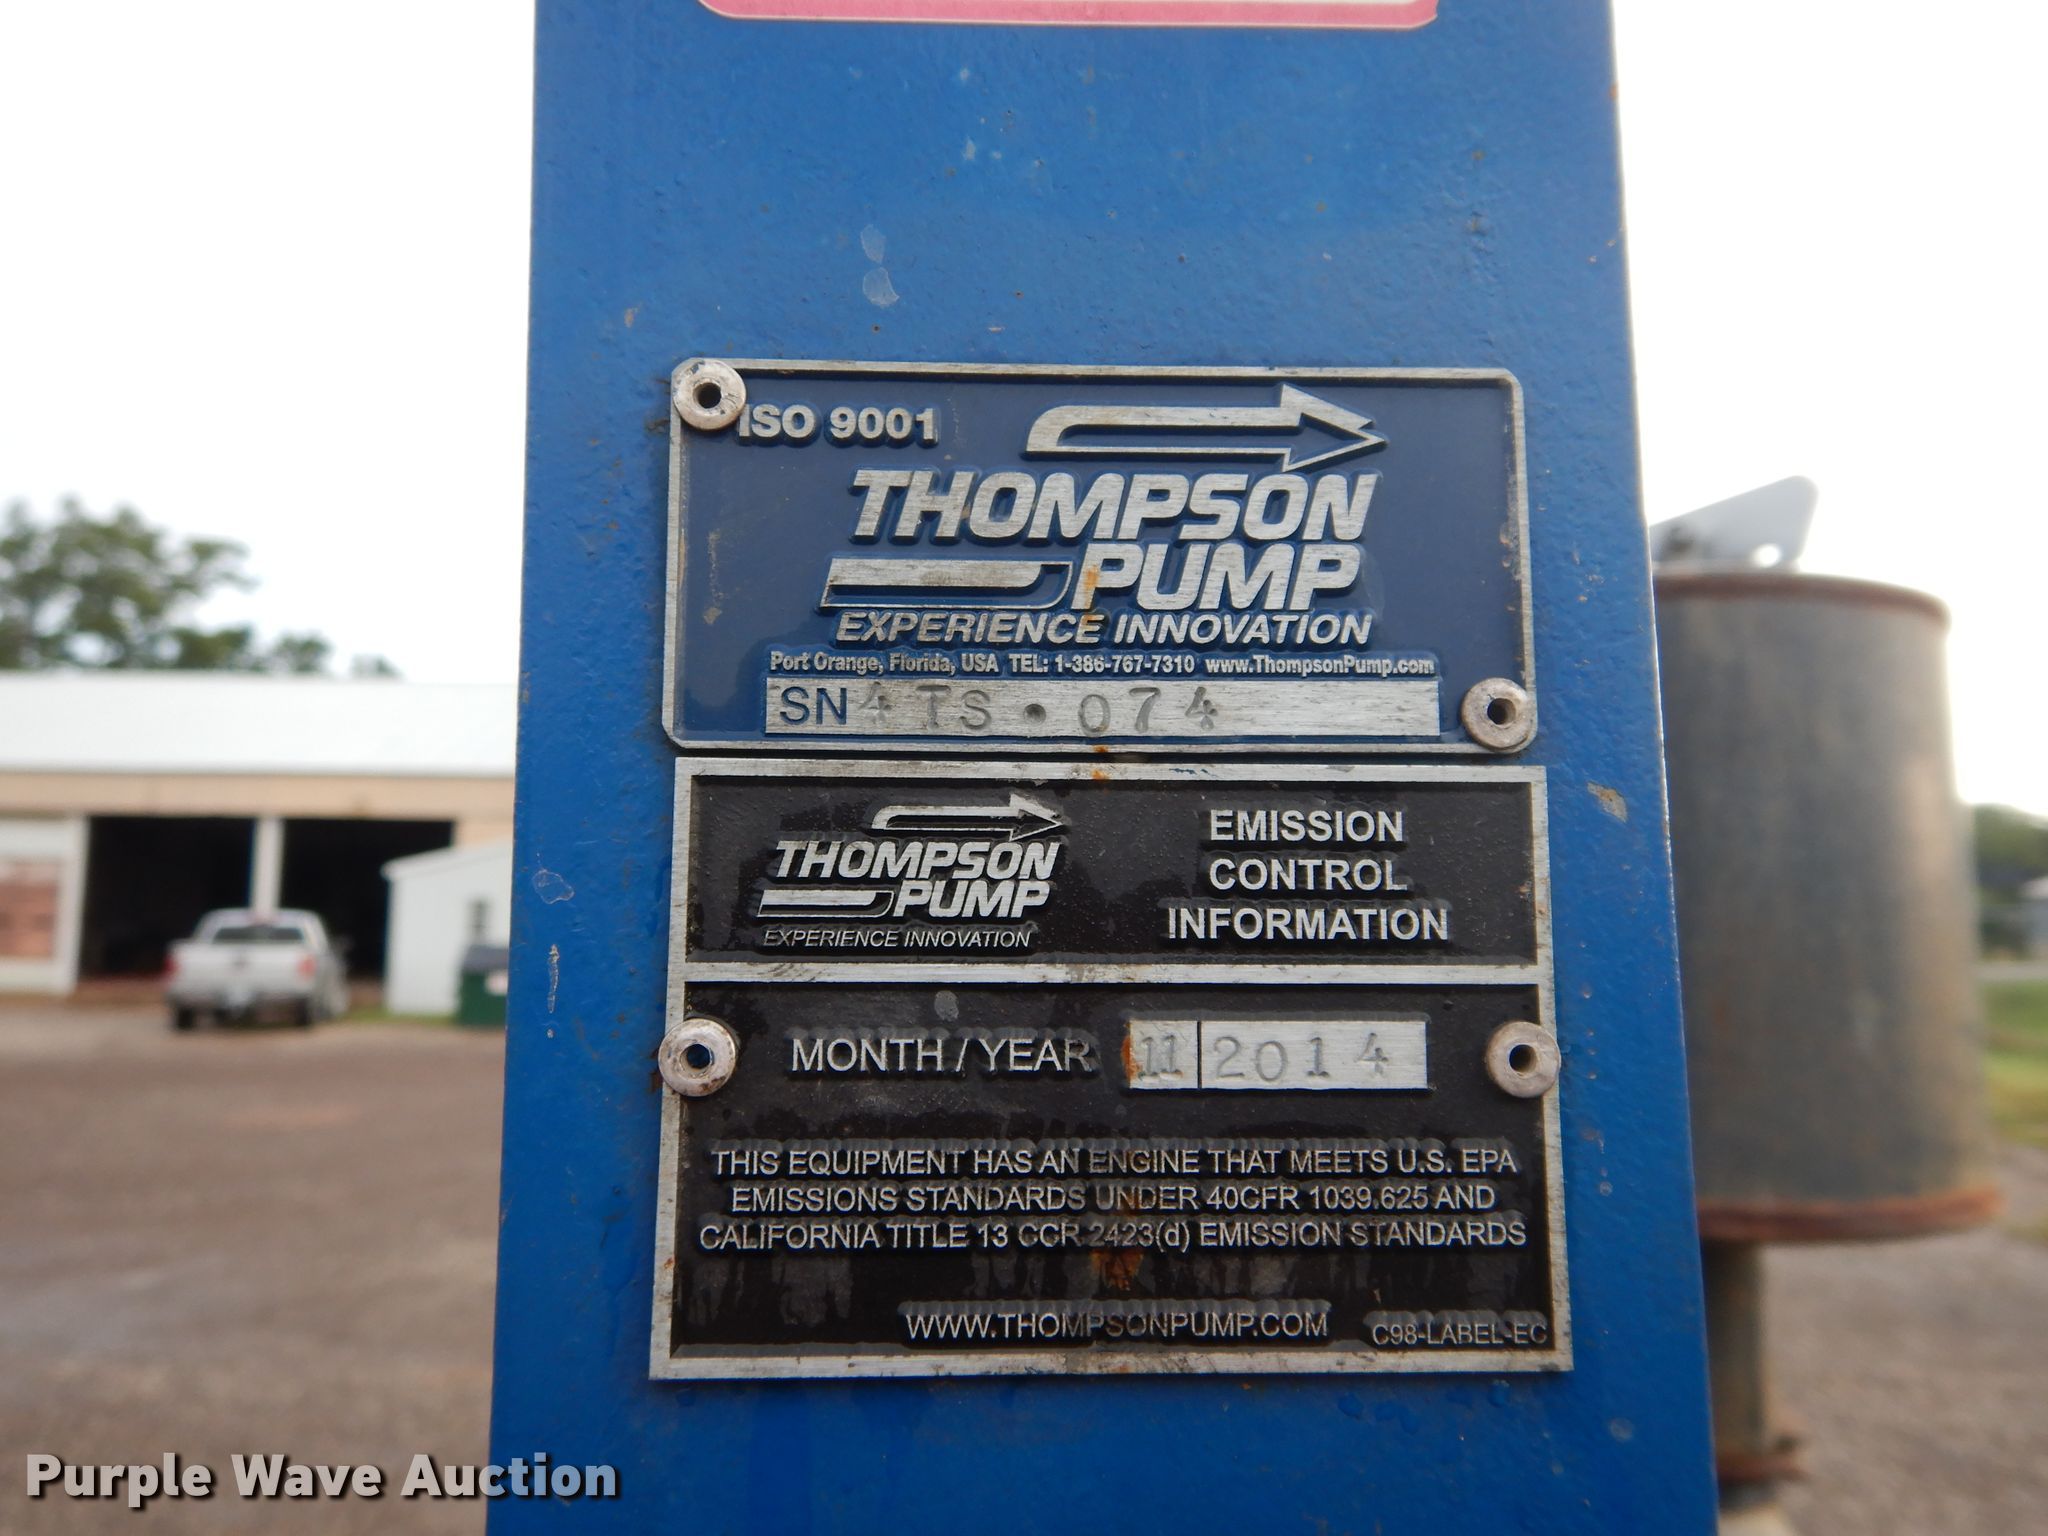 ISO 9001
THOMPSON
PUMP
EXPERIENCE INNOVATION
Port Orange, Florida, USA TEL: 1-386-767-7310 www.ThompsonPump.com
SN 4TS•074
THOMPSON
PUMP
EXPERIENCE INNOVATION
EMISSION
CONTROL
INFORMATION
MONTH / YEAR 11 2014
THIS EQUIPMENT HAS AN ENGINE THAT MEETS U.S. EPA
EMISSIONS STANDARDS UNDER 40CFR 1039.625 AND
CALIFORNIA TITLE 13 CCR 2423(d) EMISSION STANDARDS
WWW.THOMPSONPUMP.COM
C98-LABEL-EC
Purple Wave Auction